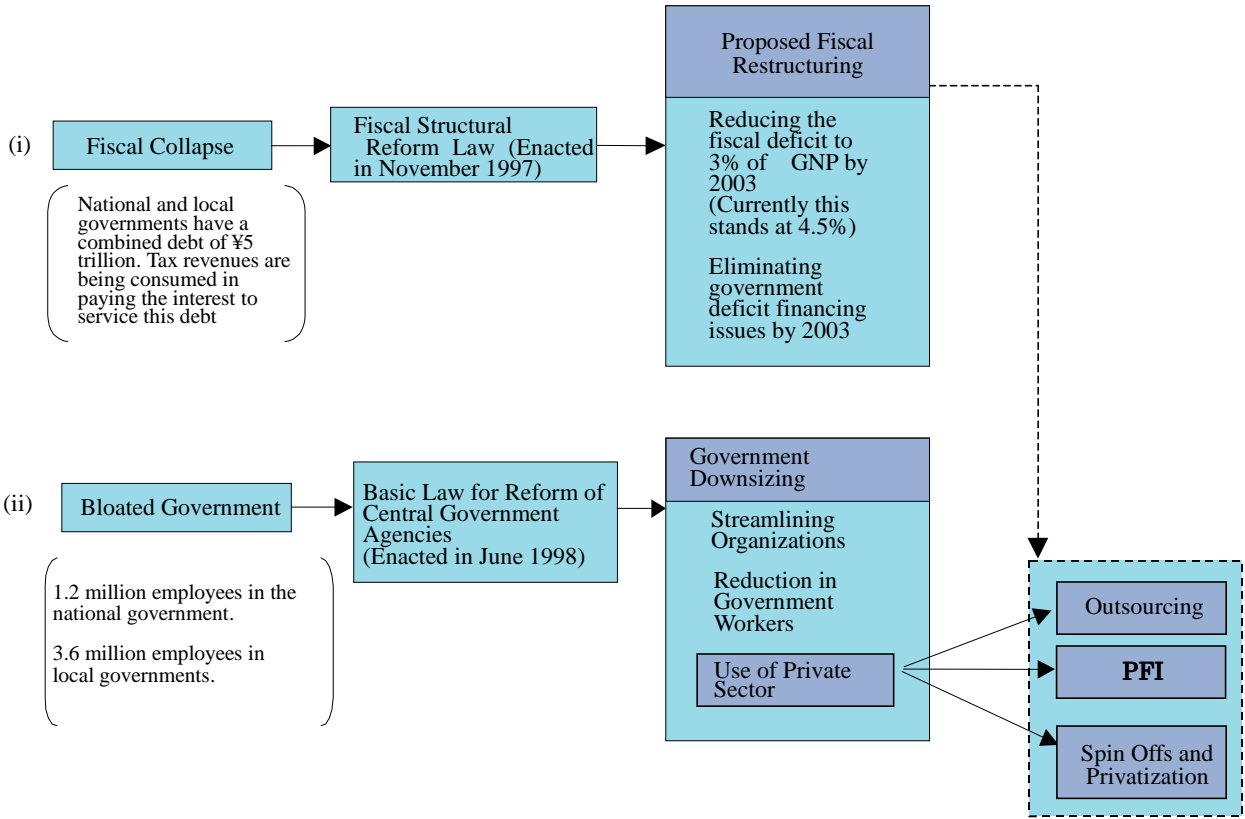 (i)
Fiscal Collapse
National and local
governments have a
combined debt of ¥5
trillion. Tax revenues are
being consumed in
paying the interest to
service this debt
Fiscal Structural
Reform Law (Enacted
in November 1997)
Proposed Fiscal
Restructuring
Reducing the
fiscal deficit to
3% of GNP by
2003
(Currently this
stands at 4.5%)
Eliminating
government
deficit financing
issues by 2003
(ii)
Bloated Government
1.2 million employees in the
national government.
3.6 million employees in
local governments.
Basic Law for Reform of
Central Government
Agencies
(Enacted in June 1998)
Government
Downsizing
Streamlining
Organizations
Reduction in
Government
Workers
Use of Private
Sector
Outsourcing
PFI
Spin Offs and
Privatization